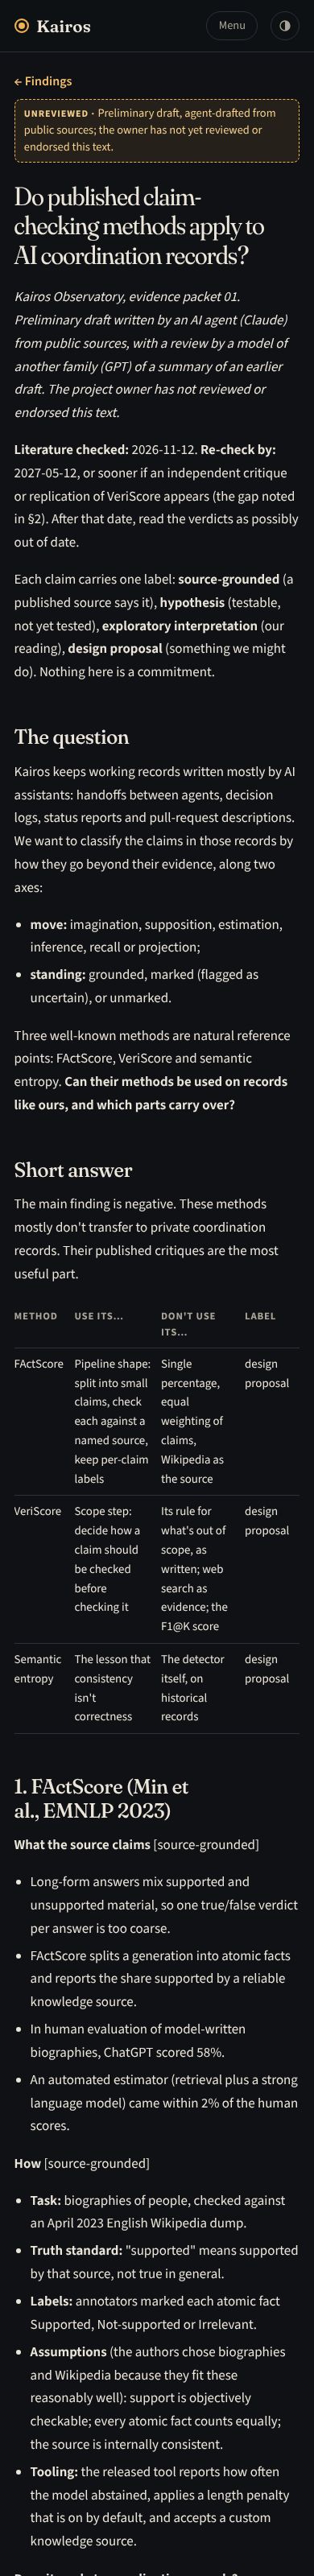 Kairos
Menu
← Findings
UNREVIEWED · Preliminary draft, agent-drafted from
public sources; the owner has not yet reviewed or
endorsed this text.
Do published claim-
checking methods apply to
AI coordination records?
Kairos Observatory, evidence packet 01.
Preliminary draft written by an AI agent (Claude)
from public sources, with a review by a model of
another family (GPT) of a summary of an earlier
draft. The project owner has not reviewed or
endorsed this text.
Literature checked: 2026-11-12. Re-check by:
2027-05-12, or sooner if an independent critique
or replication of VeriScore appears (the gap noted
in §2). After that date, read the verdicts as possibly
out of date.
Each claim carries one label: source-grounded (a
published source says it), hypothesis (testable,
not yet tested), exploratory interpretation (our
reading), design proposal (something we might
do). Nothing here is a commitment.
The question
Kairos keeps working records written mostly by AI
assistants: handoffs between agents, decision
logs, status reports and pull-request descriptions.
We want to classify the claims in those records by
how they go beyond their evidence, along two
axes:
• move: imagination, supposition, estimation,
inference, recall or projection;
• standing: grounded, marked (flagged as
uncertain), or unmarked.
Three well-known methods are natural reference
points: FActScore, VeriScore and semantic
entropy. Can their methods be used on records
like ours, and which parts carry over?
Short answer
The main finding is negative. These methods
mostly don't transfer to private coordination
records. Their published critiques are the most
useful part.
METHOD USE ITS... DON'T USE ITS... LABEL
FActScore
Pipeline shape:
split into small
claims, check
each against a
named source,
keep per-claim
labels
Single
percentage,
equal
weighting of
claims,
Wikipedia as
the source
design
proposal
VeriScore
Scope step:
decide how a
claim should
be checked
before
checking it
Its rule for
what's out of
scope, as
written; web
search as
evidence; the
F1@K score
design
proposal
Semantic
entropy
The lesson that
consistency
isn't
correctness
The detector
itself, on
historical
records
design
proposal
1. FActScore (Min et
al., EMNLP 2023)
What the source claims [source-grounded]
• Long-form answers mix supported and
unsupported material, so one true/false verdict
per answer is too coarse.
• FActScore splits a generation into atomic facts
and reports the share supported by a reliable
knowledge source.
• In human evaluation of model-written
biographies, ChatGPT scored 58%.
• An automated estimator (retrieval plus a strong
language model) came within 2% of the human
scores.
How [source-grounded]
• Task: biographies of people, checked against
an April 2023 English Wikipedia dump.
• Truth standard: "supported" means supported
by that source, not true in general.
• Labels: annotators marked each atomic fact
Supported, Not-supported or Irrelevant.
• Assumptions (the authors chose biographies
and Wikipedia because they fit these
reasonably well): support is objectively
checkable; every atomic fact counts equally;
the source is internally consistent.
• Tooling: the released tool reports how often
the model abstained, applies a length penalty
that is on by default, and accepts a custom
knowledge source.